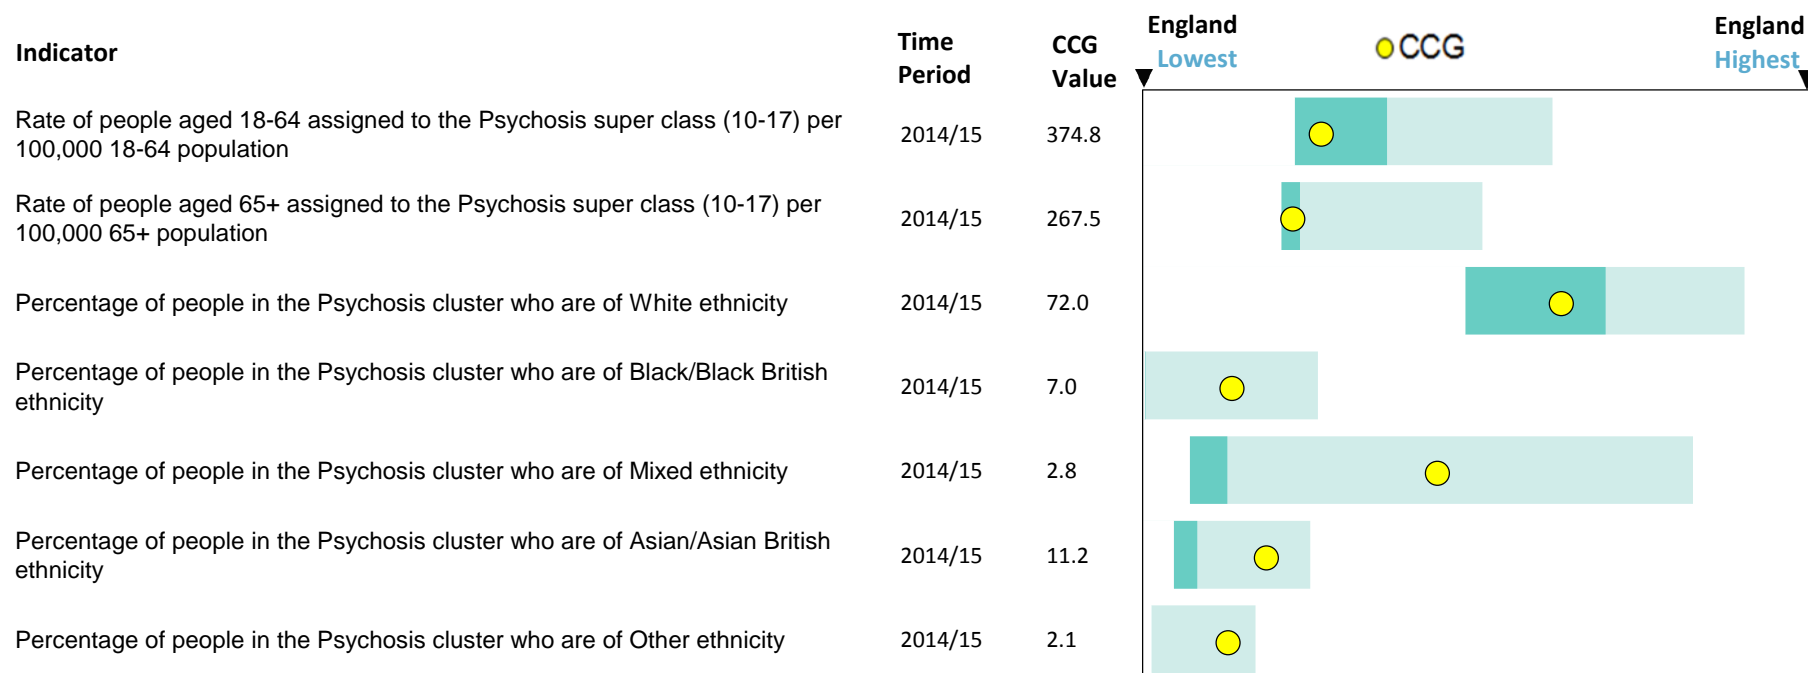 Indicator
Time
Period
CCG
Value
England
Lowest
CCG
England
Highest
Rate of people aged 18-64 assigned to the Psychosis super class (10-17) per
100,000 18-64 population
2014/15
374.8
Rate of people aged 65+ assigned to the Psychosis super class (10-17) per
100,000 65+ population
2014/15
267.5
Percentage of people in the Psychosis cluster who are of White ethnicity
2014/15
72.0
Percentage of people in the Psychosis cluster who are of Black/Black British
ethnicity
2014/15
7.0
Percentage of people in the Psychosis cluster who are of Mixed ethnicity
2014/15
2.8
Percentage of people in the Psychosis cluster who are of Asian/Asian British
ethnicity
2014/15
11.2
Percentage of people in the Psychosis cluster who are of Other ethnicity
2014/15
2.1